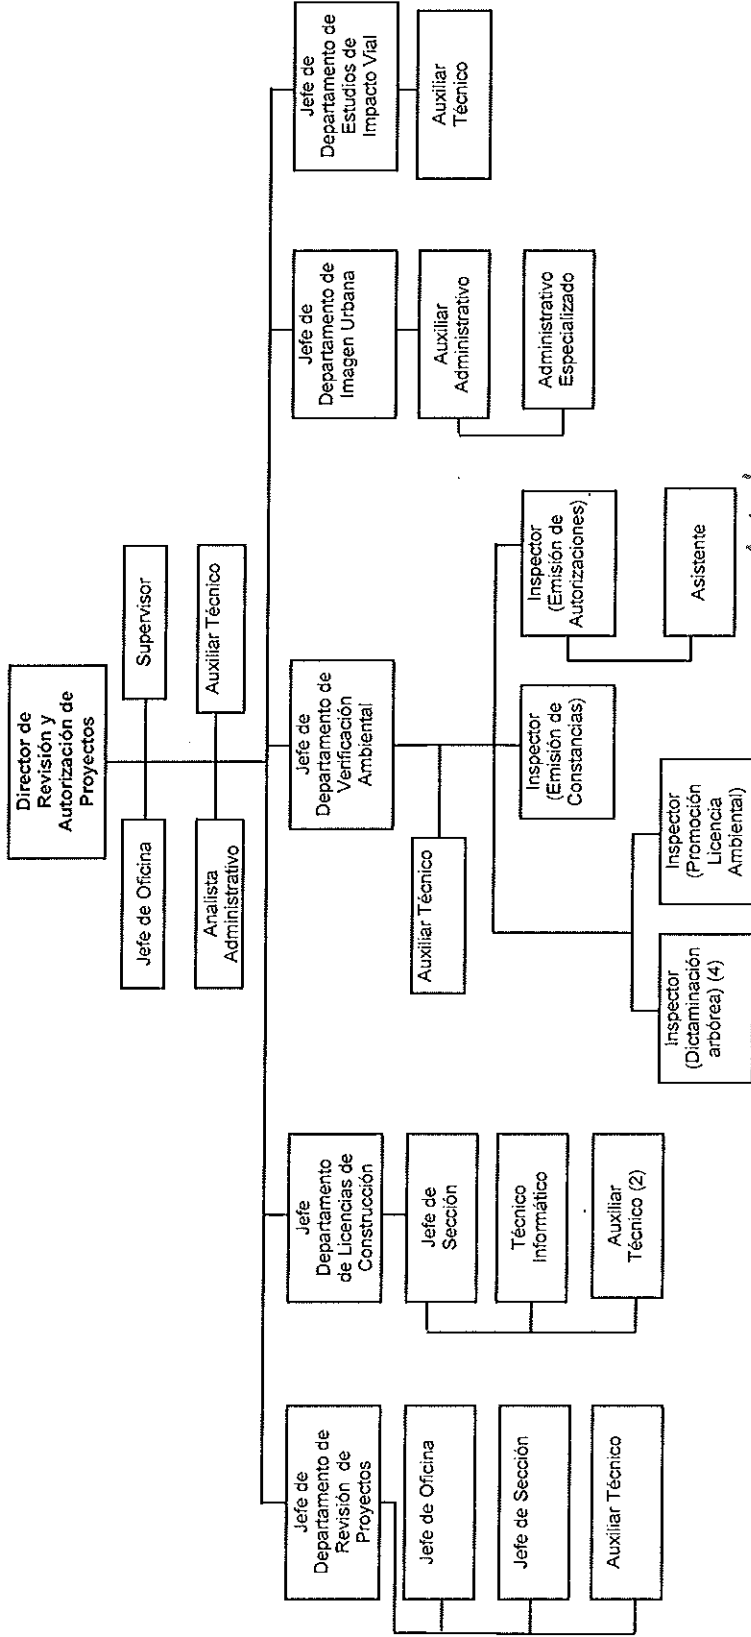 Director de
Revisión y
Autorización de
Proyectos
Jefe de Oficina
Supervisor
Analista
Administrativo
Auxiliar Técnico
Jefe de
Departamento de
Revisión de
Proyectos
Jefe de Oficina
Jefe de Sección
Auxiliar Técnico
Jefe
Departamento
de Licencias de
Construcción
Jefe de
Sección
Técnico
Informático
Auxiliar
Técnico (2)
Jefe de
Departamento de
Verificación
Ambiental
Auxiliar Técnico
Inspector
(Dictaminación
arbórea) (4)
Inspector
(Promoción
Licencia
Ambiental)
Inspector
(Emisión de
Constancias)
Inspector
(Emisión de
Autorizaciones)
Asistente
Jefe de
Departamento de
Imagen Urbana
Auxiliar
Administrativo
Administrativo
Especializado
Jefe de
Departamento de
Estudios de
Impacto Vial
Auxiliar
Técnico